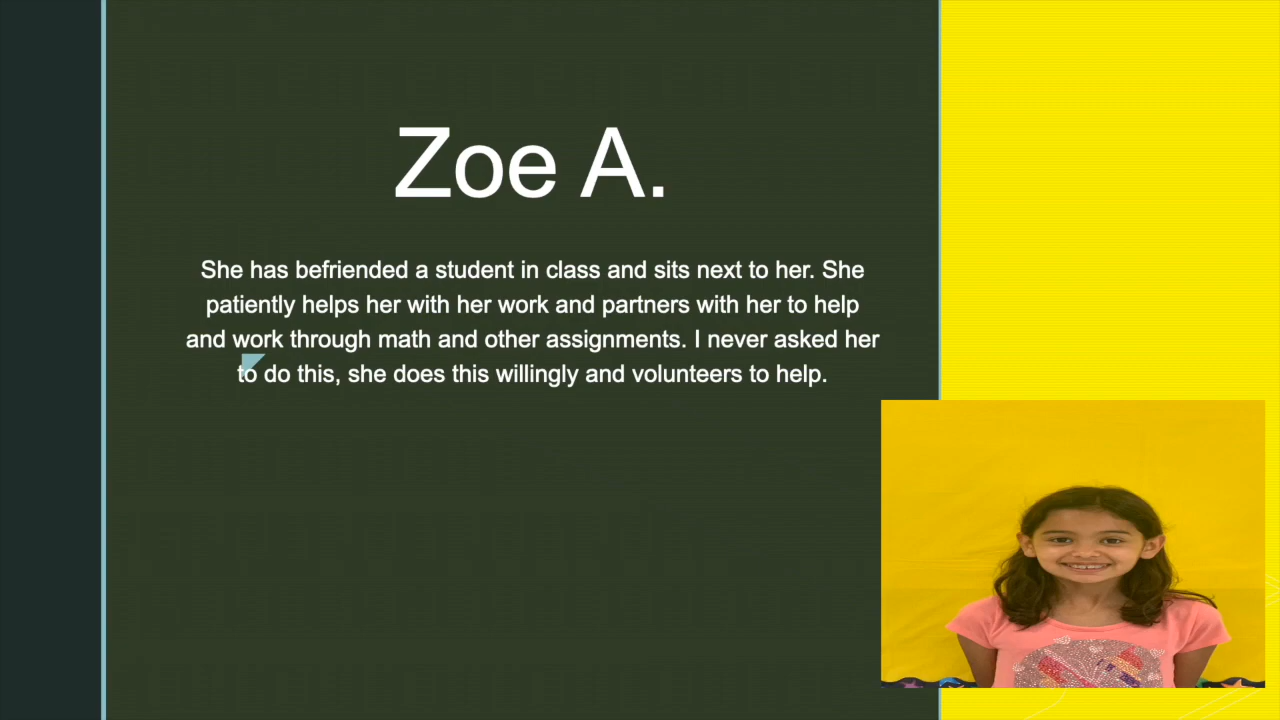 Zoe A.
She has befriended a student in class and sits next to her. She
patiently helps her with her work and partners with her to help
and work through math and other assignments. I never asked her
to do this, she does this willingly and volunteers to help.